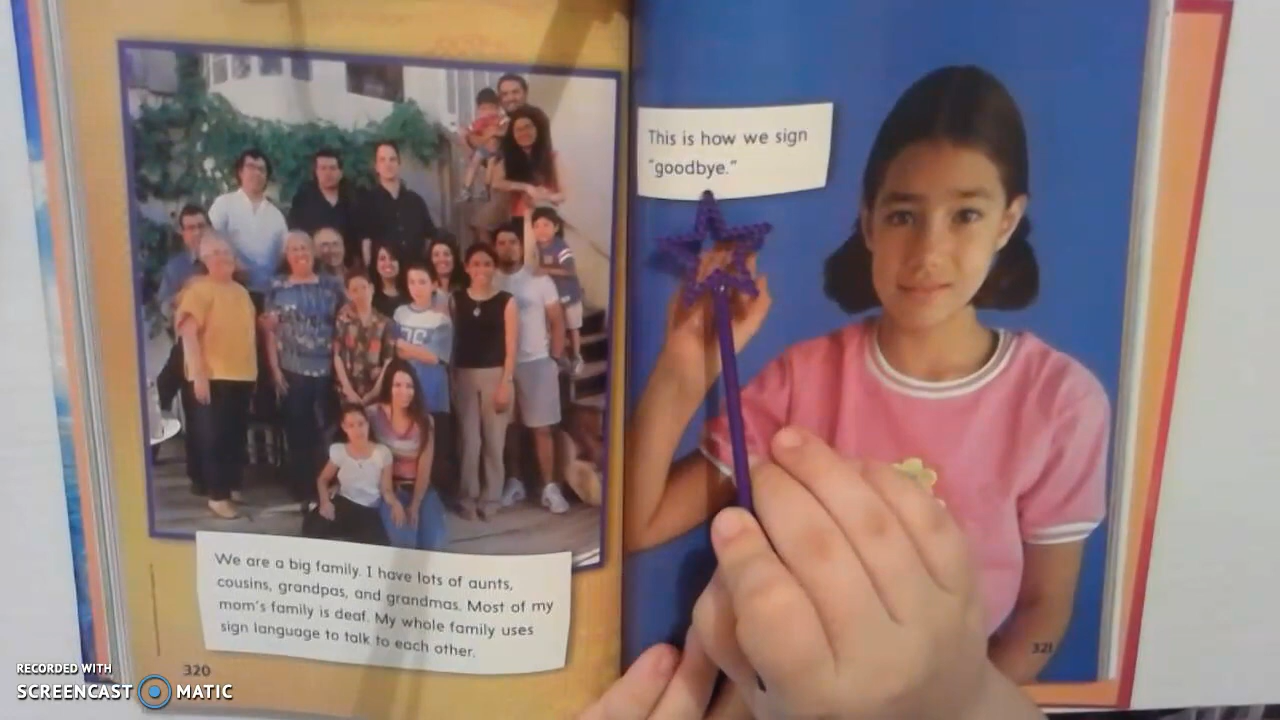 This is how we sign
"goodbye."
We are a big family. I have lots of aunts,
cousins, grandpas, and grandmas. Most of my
mom's family is deaf. My whole family uses
sign language to talk to each other.
320
321
RECORDED WITH
SCREENCAST MATIC